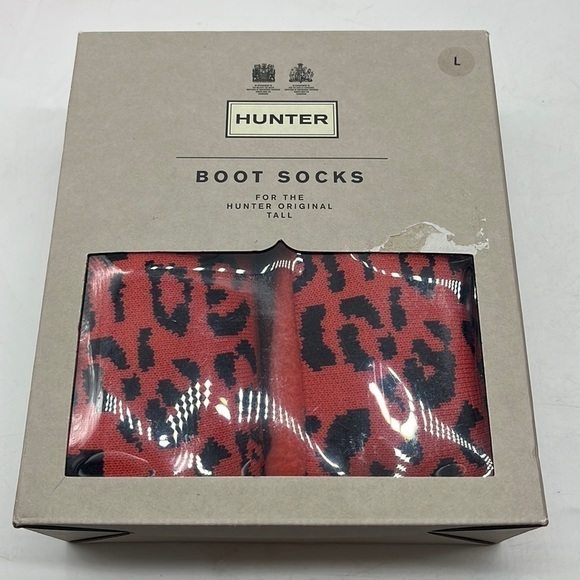 L
HUNTER
BOOT SOCKS
FOR THE
HUNTER ORIGINAL
TALL